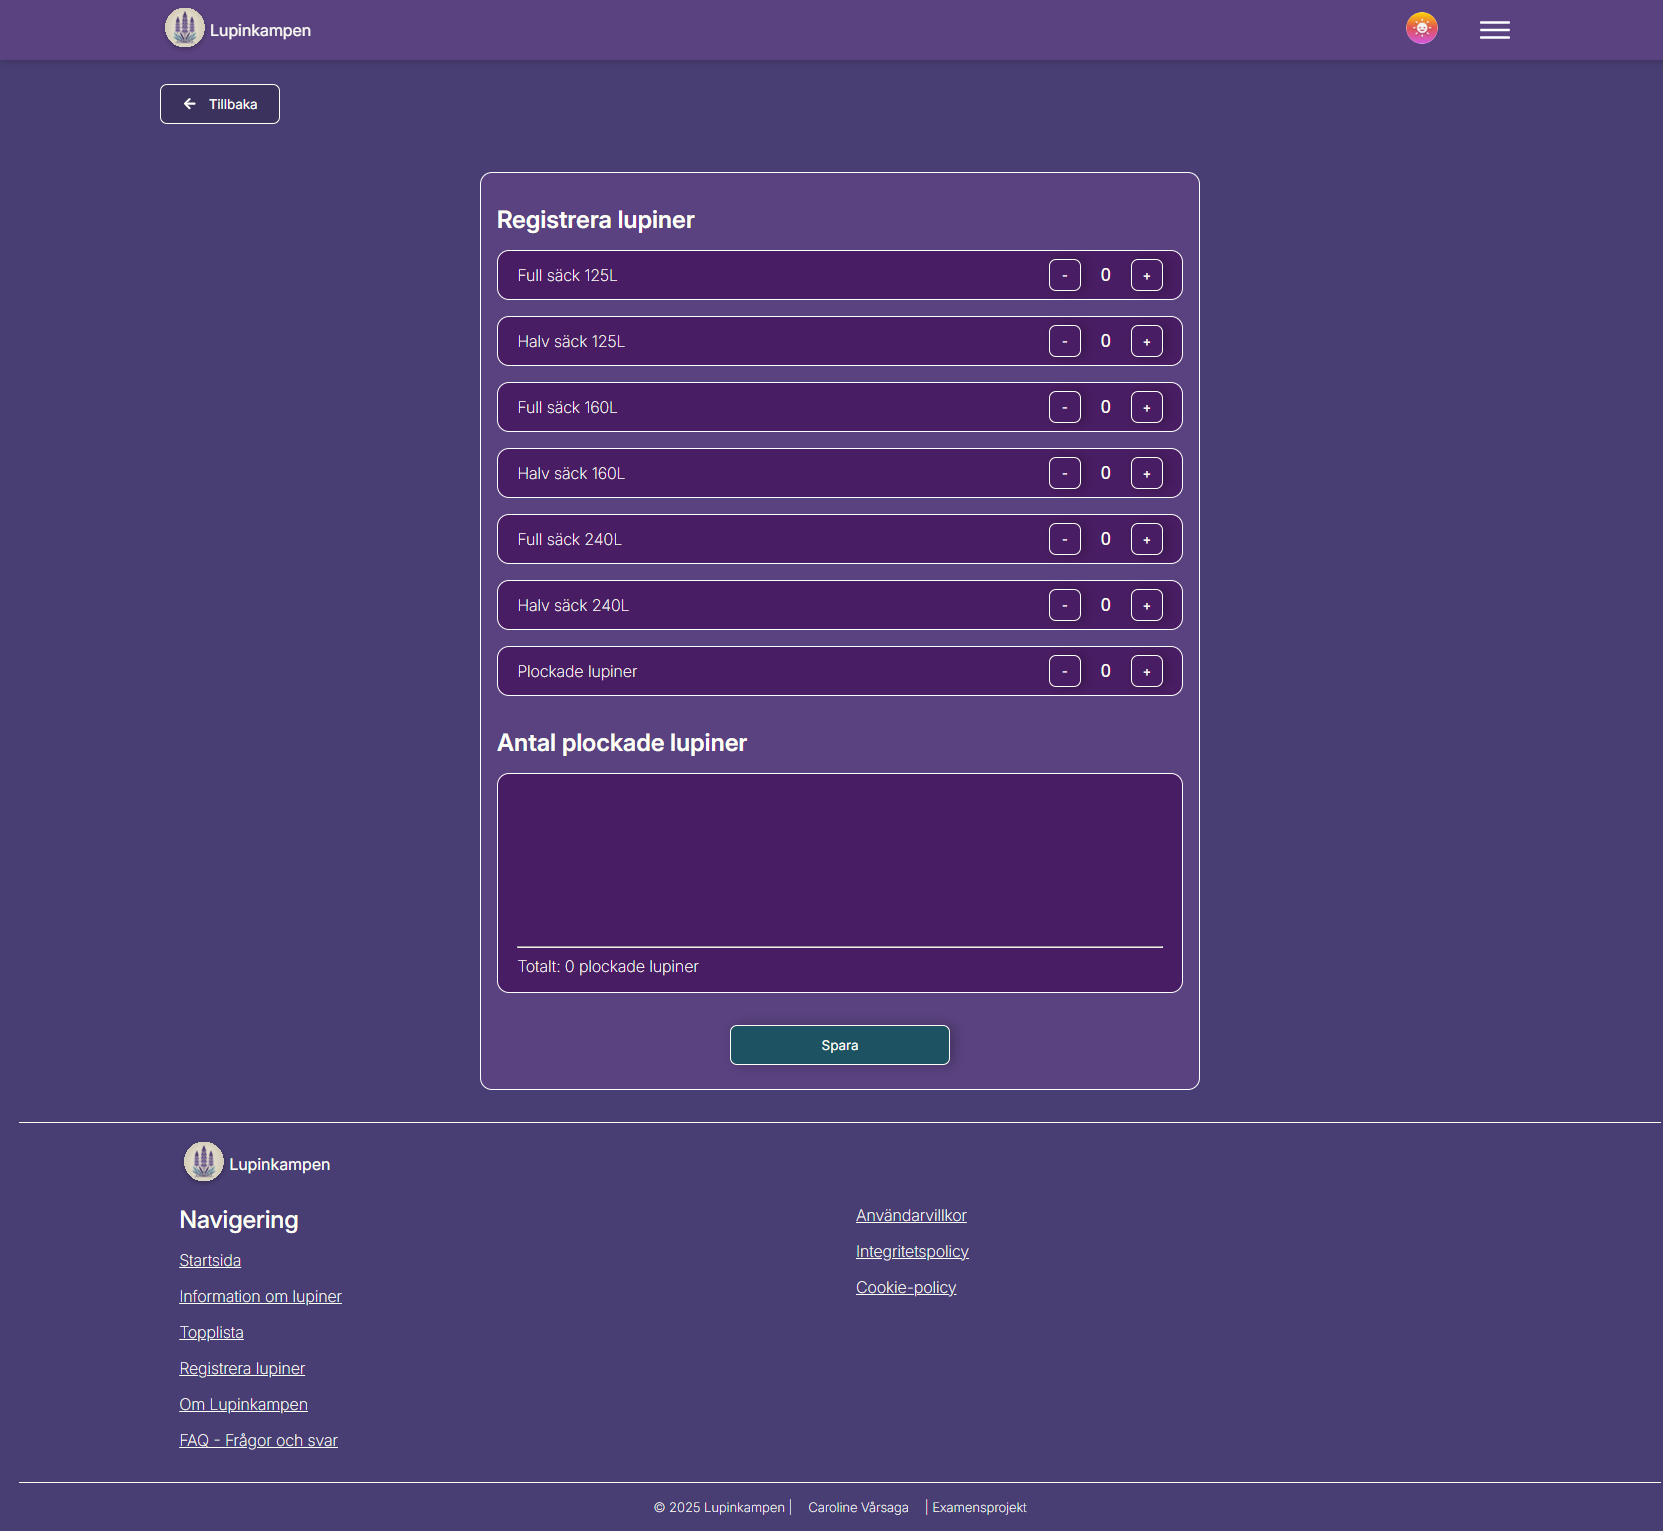 Lupinkampen
Tillbaka
Registrera lupiner
Full säck 125L - 0 +
Halv säck 125L - 0 +
Full säck 160L - 0 +
Halv säck 160L - 0 +
Full säck 240L - 0 +
Halv säck 240L - 0 +
Plockade lupiner - 0 +
Antal plockade lupiner
Totalt: 0 plockade lupiner
Spara
Lupinkampen
Navigering
Startsida
Information om lupiner
Topplista
Registrera lupiner
Om Lupinkampen
FAQ - Frågor och svar
Användarvillkor
Integritetspolicy
Cookie-policy
© 2025 Lupinkampen | Caroline Vårsaga | Examensprojekt